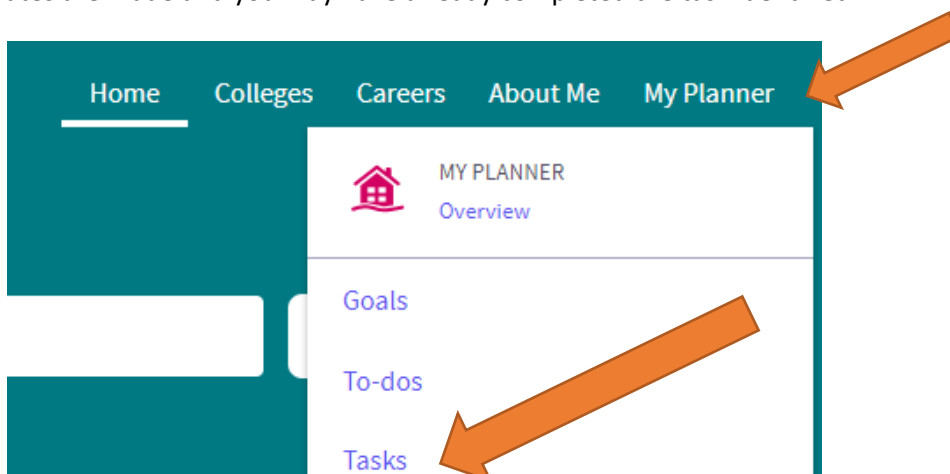 Home Colleges Careers About Me My Planner
MY PLANNER
Overview
Goals
To-dos
Tasks